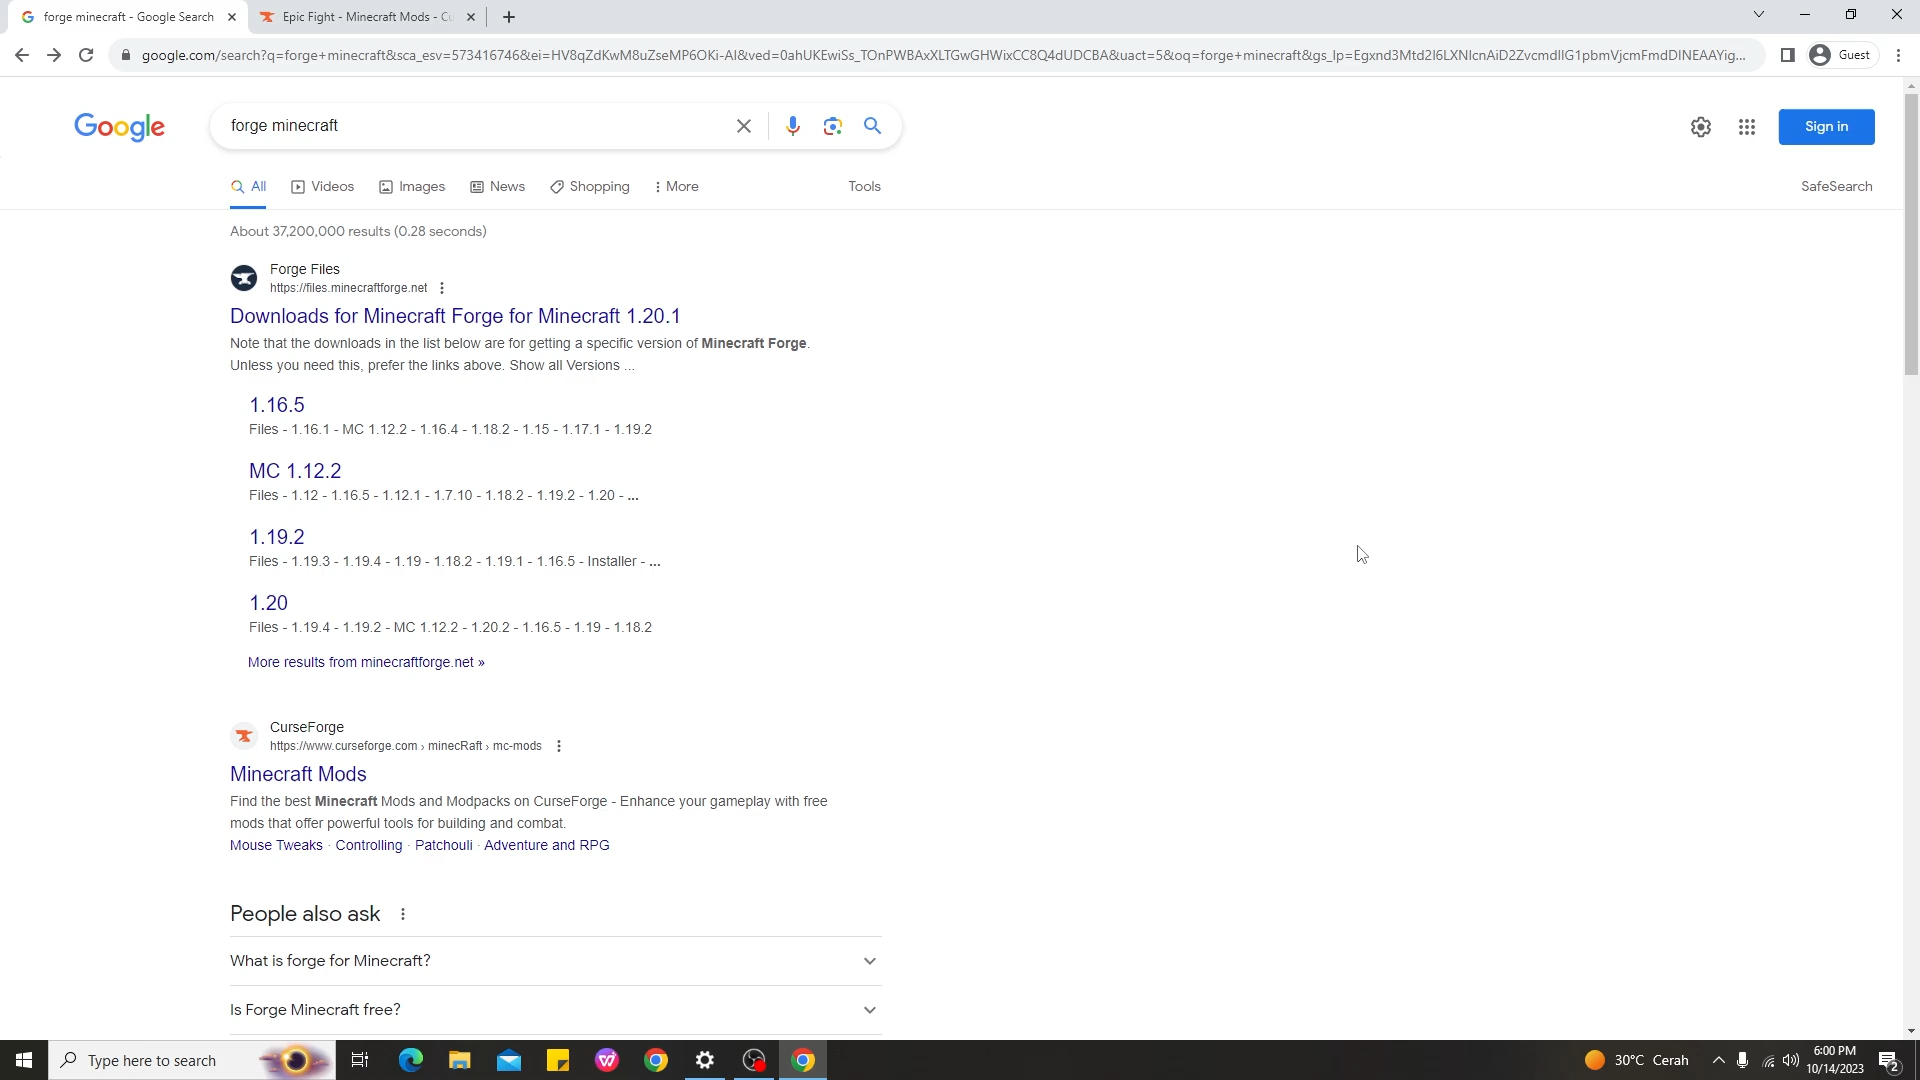 forge minecraft - Google Search
Epic Fight - Minecraft Mods - Cu
google.com/search?q=forge+minecraft&sca_esv=573416746&ei=HV8qZdKwM8uZseMP6OKi-AI&ved=0ahUKEwiSs_TOnPWBAxXLTGwGHWixCC8Q4dUDCBA&uact=5&oq=forge+minecraft&gs_lp=Egxnd3Mtd2l6LXNlcnAiD2ZvcmdlIG1pbmVjcmFmdDINEAAYig...
Guest
Google
forge minecraft
Sign in
All
Videos
Images
News
Shopping
More
Tools
SafeSearch
About 37,200,000 results (0.28 seconds)
Forge Files
https://files.minecraftforge.net
Downloads for Minecraft Forge for Minecraft 1.20.1
Note that the downloads in the list below are for getting a specific version of Minecraft Forge.
Unless you need this, prefer the links above. Show all Versions ...
1.16.5
Files - 1.16.1 - MC 1.12.2 - 1.16.4 - 1.18.2 - 1.15 - 1.17.1 - 1.19.2
MC 1.12.2
Files - 1.12 - 1.16.5 - 1.12.1 - 1.7.10 - 1.18.2 - 1.19.2 - 1.20 - ...
1.19.2
Files - 1.19.3 - 1.19.4 - 1.19 - 1.18.2 - 1.19.1 - 1.16.5 - Installer - ...
1.20
Files - 1.19.4 - 1.19.2 - MC 1.12.2 - 1.20.2 - 1.16.5 - 1.19 - 1.18.2
More results from minecraftforge.net »
CurseForge
https://www.curseforge.com › minecRaft › mc-mods
Minecraft Mods
Find the best Minecraft Mods and Modpacks on CurseForge - Enhance your gameplay with free
mods that offer powerful tools for building and combat.
Mouse Tweaks · Controlling · Patchouli · Adventure and RPG
People also ask
What is forge for Minecraft?
Is Forge Minecraft free?
Type here to search
30°C Cerah
6:00 PM
10/14/2023
2